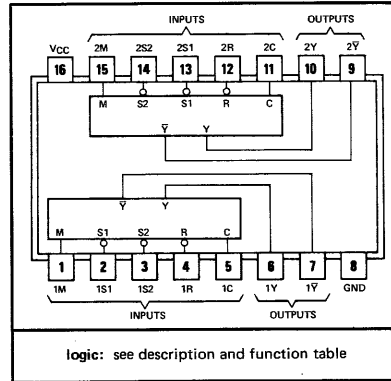 INPUTS OUTPUTS
VCC 2M 2S2 2S1 2R 2C 2Y 2Y̅
16 15 14 13 12 11 10 9
M S2 S1 R C
Y̅ Y
Y̅ Y
M S1 S2 R C
1 2 3 4 5 6 7 8
1M 1S1 1S2 1R 1C 1Y 1Y̅ GND
INPUTS OUTPUTS
logic: see description and function table